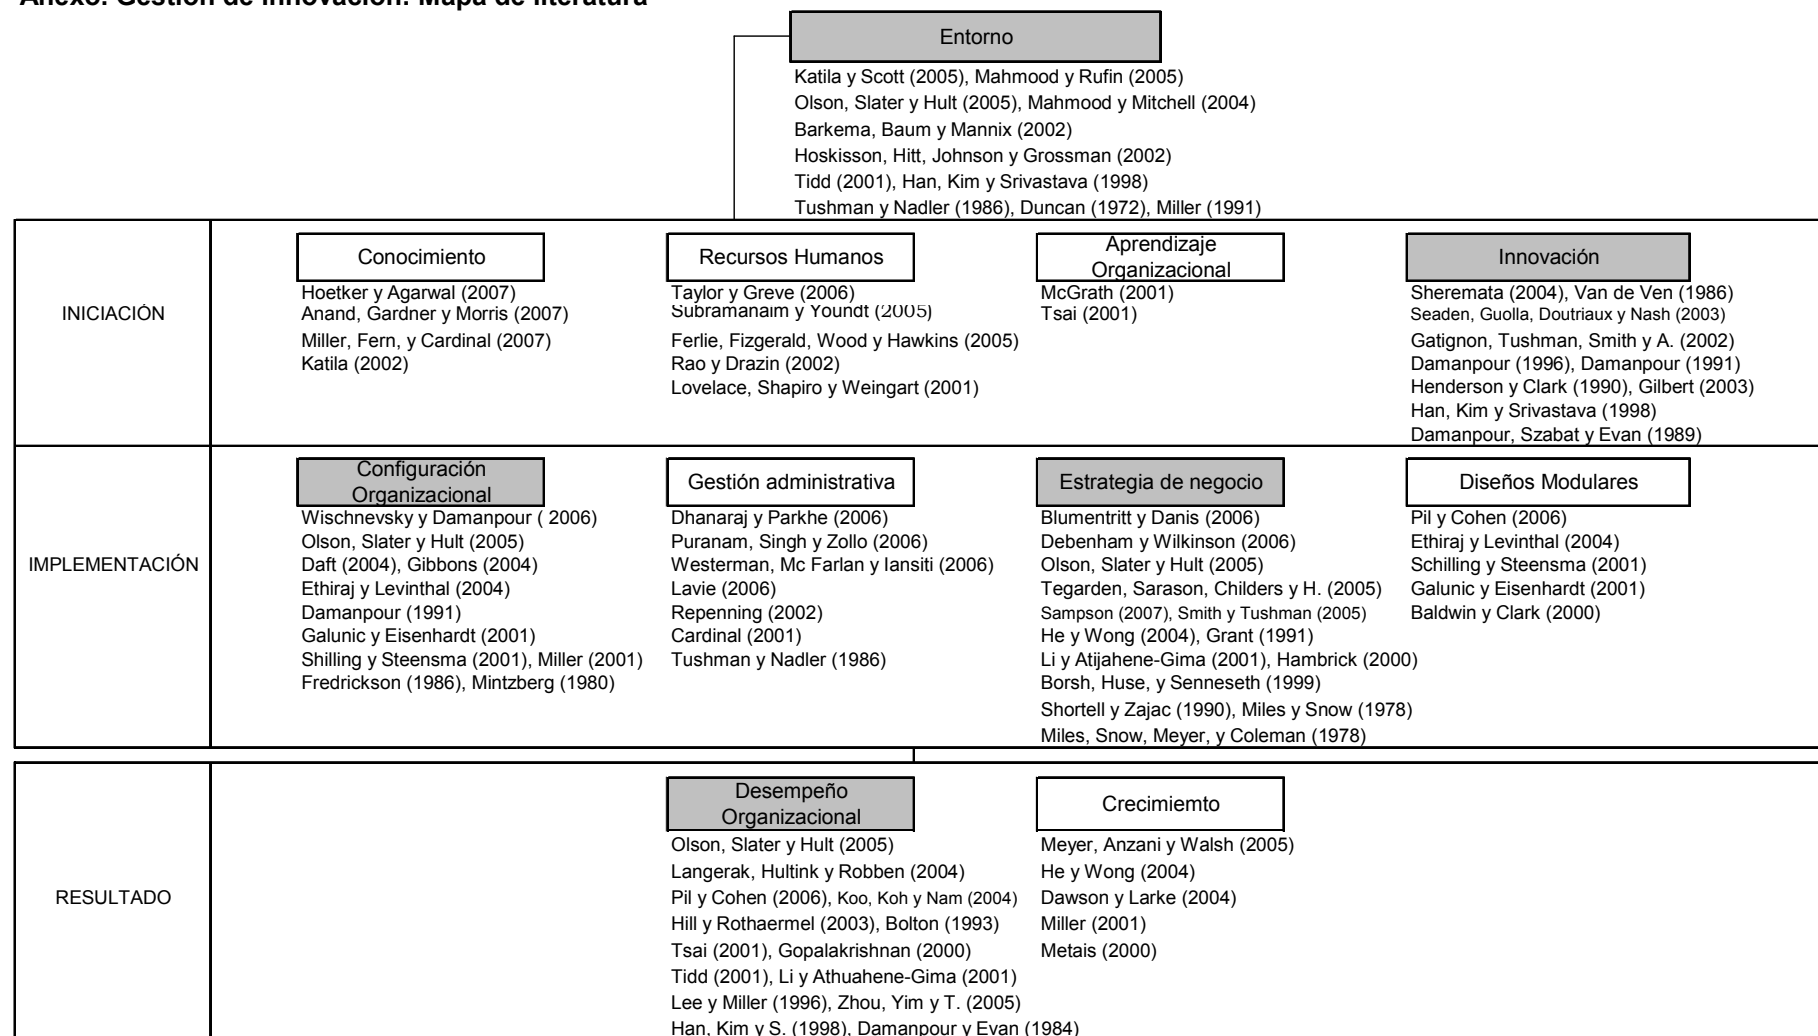 Anexo. Gestión de innovación: Mapa de literatura
Entorno
Katila y Scott (2005), Mahmood y Rufin (2005)
Olson, Slater y Hult (2005), Mahmood y Mitchell (2004)
Barkema, Baum y Mannix (2002)
Hoskisson, Hitt, Johnson y Grossman (2002)
Tidd (2001), Han, Kim y Srivastava (1998)
Tushman y Nadler (1986), Duncan (1972), Miller (1991)
INICIACIÓN
Conocimiento
Hoetker y Agarwal (2007)
Anand, Gardner y Morris (2007)
Miller, Fern, y Cardinal (2007)
Katila (2002)
Recursos Humanos
Taylor y Greve (2006)
Subramanaim y Youndt (2005)
Ferlie, Fizgerald, Wood y Hawkins (2005)
Rao y Drazin (2002)
Lovelace, Shapiro y Weingart (2001)
Aprendizaje
Organizacional
McGrath (2001)
Tsai (2001)
Innovación
Sheremata (2004), Van de Ven (1986)
Seaden, Guolla, Doutriaux y Nash (2003)
Gatignon, Tushman, Smith y A. (2002)
Damanpour (1996), Damanpour (1991)
Henderson y Clark (1990), Gilbert (2003)
Han, Kim y Srivastava (1998)
Damanpour, Szabat y Evan (1989)
IMPLEMENTACIÓN
Configuración
Organizacional
Wischnevsky y Damanpour ( 2006)
Olson, Slater y Hult (2005)
Daft (2004), Gibbons (2004)
Ethiraj y Levinthal (2004)
Damanpour (1991)
Galunic y Eisenhardt (2001)
Shilling y Steensma (2001), Miller (2001)
Fredrickson (1986), Mintzberg (1980)
Gestión administrativa
Dhanaraj y Parkhe (2006)
Puranam, Singh y Zollo (2006)
Westerman, Mc Farlan y Iansiti (2006)
Lavie (2006)
Repenning (2002)
Cardinal (2001)
Tushman y Nadler (1986)
Estrategia de negocio
Blumentritt y Danis (2006)
Debenham y Wilkinson (2006)
Olson, Slater y Hult (2005)
Tegarden, Sarason, Childers y H. (2005)
Sampson (2007), Smith y Tushman (2005)
He y Wong (2004), Grant (1991)
Li y Atijahene-Gima (2001), Hambrick (2000)
Borsh, Huse, y Senneseth (1999)
Shortell y Zajac (1990), Miles y Snow (1978)
Miles, Snow, Meyer, y Coleman (1978)
Diseños Modulares
Pil y Cohen (2006)
Ethiraj y Levinthal (2004)
Schilling y Steensma (2001)
Galunic y Eisenhardt (2001)
Baldwin y Clark (2000)
RESULTADO
Desempeño
Organizacional
Olson, Slater y Hult (2005)
Langerak, Hultink y Robben (2004)
Pil y Cohen (2006), Koo, Koh y Nam (2004)
Hill y Rothaermel (2003), Bolton (1993)
Tsai (2001), Gopalakrishnan (2000)
Tidd (2001), Li y Athuahene-Gima (2001)
Lee y Miller (1996), Zhou, Yim y T. (2005)
Han, Kim y S. (1998), Damanpour y Evan (1984)
Crecimiemto
Meyer, Anzani y Walsh (2005)
He y Wong (2004)
Dawson y Larke (2004)
Miller (2001)
Metais (2000)